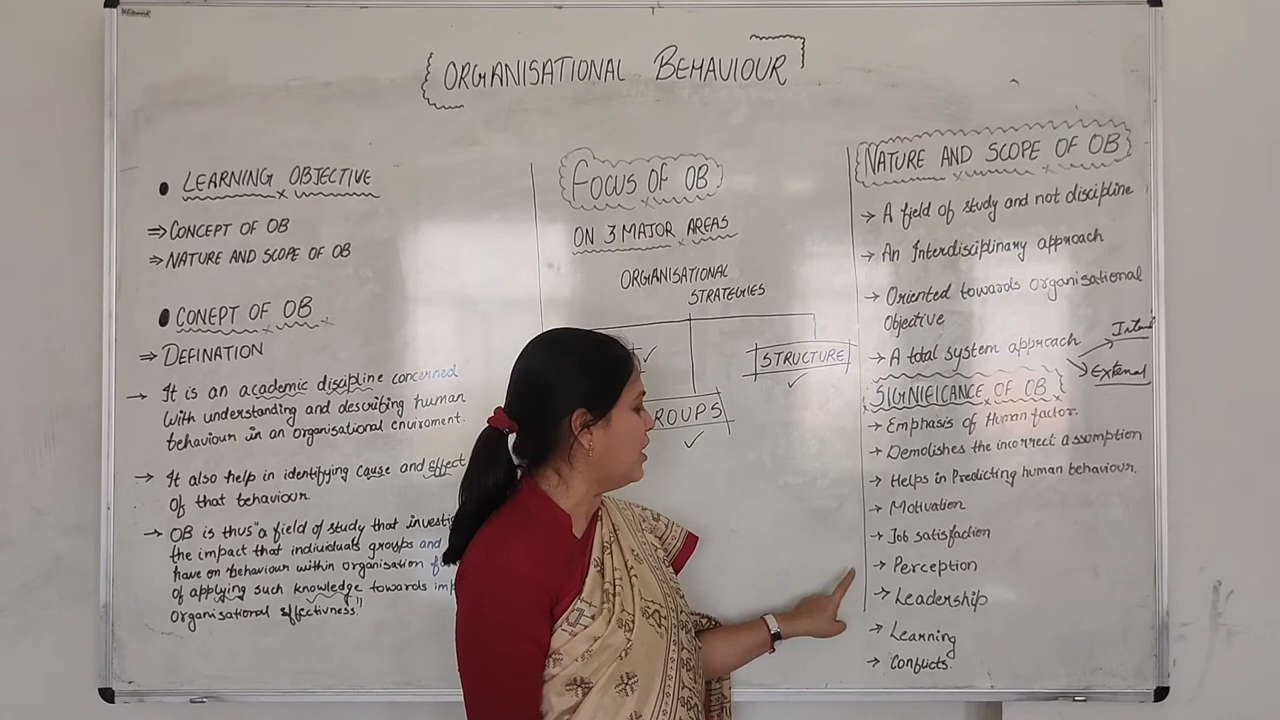 ORGANISATIONAL BEHAVIOUR
LEARNING OBJECTIVE
⇒ CONCEPT OF OB
⇒ NATURE AND SCOPE OF OB
CONEPT OF OB
⇒ DEFINATION
→ It is an academic discipline concerned
with understanding and describing human
behaviour in an organisational enviroment.
→ It also help in identifying cause and effect
of that behaviour
→ OB is thus "a field of study that
the impact that individuals groups and
have on behaviour within organisation
of applying such knowledge towards
organisational effectivness"
FOCUS OF OB
ON 3 MAJOR AREAS
ORGANISATIONAL
STRATEGIES
STRUCTURE
ROUPS
NATURE AND SCOPE OF OB
→ A field of study and not discipline
→ An Interdisciplinary approach
→ Oriented towards organisational
Objective
→ A total system approach
External
SIGNIFICANCE OF OB
→ Emphasis of Human factor.
→ Demolishes the incorrect assumption
→ Helps in Predicting human behaviour.
→ Motivation
→ Job satisfaction
→ Perception
→ Leadership
→ Learning
→ Conflicts.